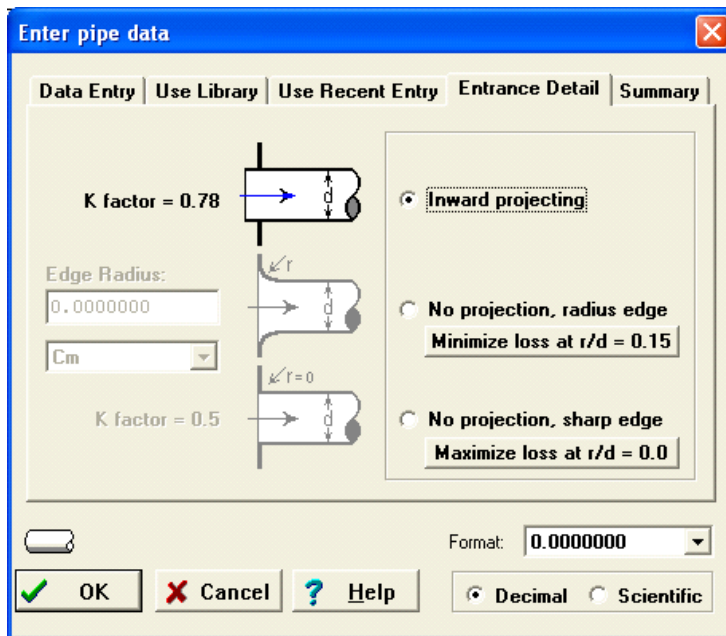 Enter pipe data
Data Entry
Use Library
Use Recent Entry
Entrance Detail
Summary
K factor = 0.78
d
Inward projecting
Edge Radius:
0.0000000
Cm
r
d
No projection, radius edge
Minimize loss at r/d = 0.15
r=0
K factor = 0.5
d
No projection, sharp edge
Maximize loss at r/d = 0.0
Format:
0.0000000
OK
Cancel
? Help
Decimal
Scientific